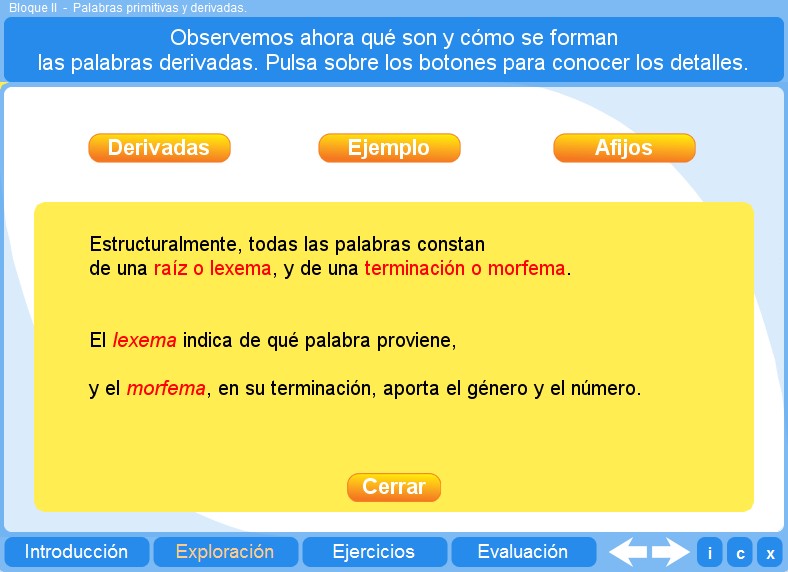 Bloque II - Palabras primitivas y derivadas.
Observemos ahora qué son y cómo se forman
las palabras derivadas. Pulsa sobre los botones para conocer los detalles.
Derivadas
Ejemplo
Afijos
Estructuralmente, todas las palabras constan
de una raíz o lexema, y de una terminación o morfema.
El lexema indica de qué palabra proviene,
y el morfema, en su terminación, aporta el género y el número.
Cerrar
Introducción
Exploración
Ejercicios
Evaluación
i
c
x